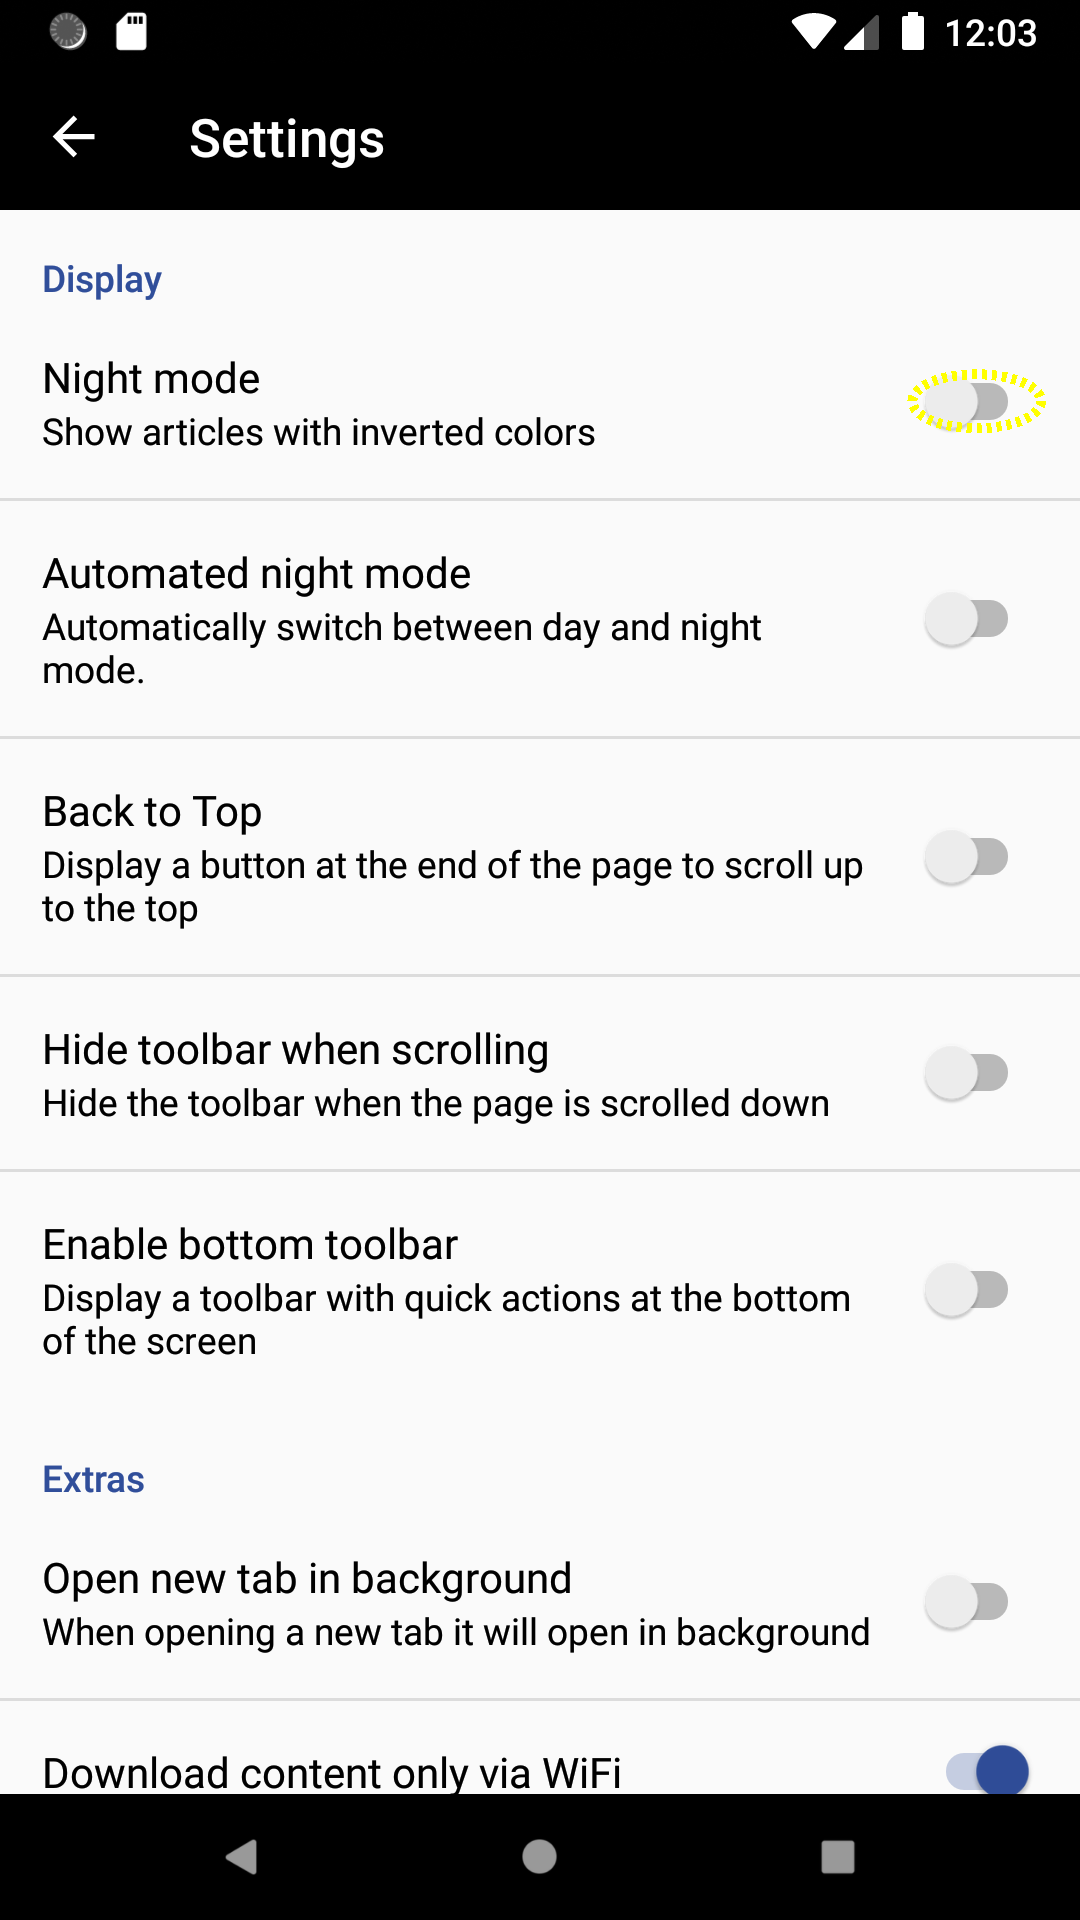 12:03
Settings
Display
Night mode
Show articles with inverted colors
Automated night mode
Automatically switch between day and night
mode.
Back to Top
Display a button at the end of the page to scroll up
to the top
Hide toolbar when scrolling
Hide the toolbar when the page is scrolled down
Enable bottom toolbar
Display a toolbar with quick actions at the bottom
of the screen
Extras
Open new tab in background
When opening a new tab it will open in background
Download content only via WiFi